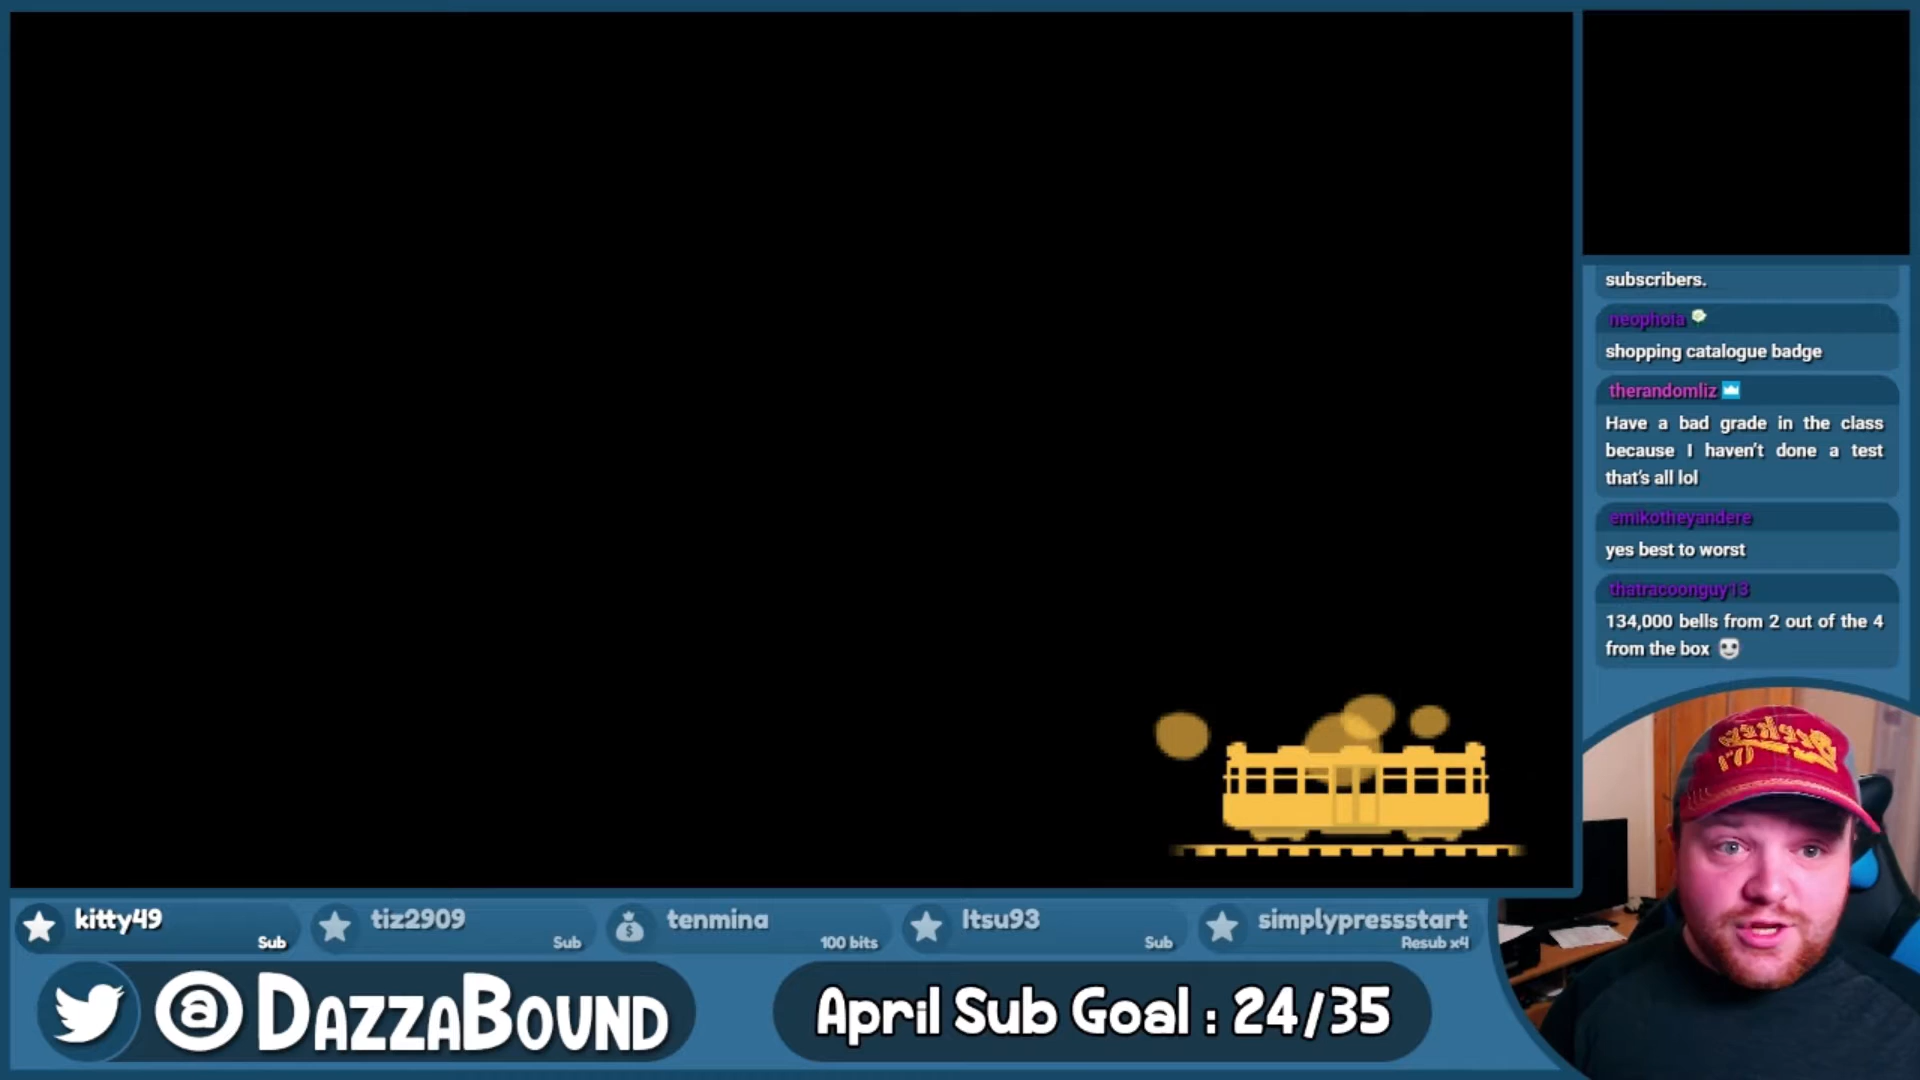 subscribers.
neophoia
shopping catalogue badge
therandomliz
Have a bad grade in the class
because I haven't done a test
that's all lol
emikotheyandere
yes best to worst
thatracoonguy13
134,000 bells from 2 out of the 4
from the box
kitty49
Sub
tiz2909
Sub
tenmina
100 bits
Itsu93
Sub
simplypressstart
Resub x4
@DazzaBound
April Sub Goal : 24/35